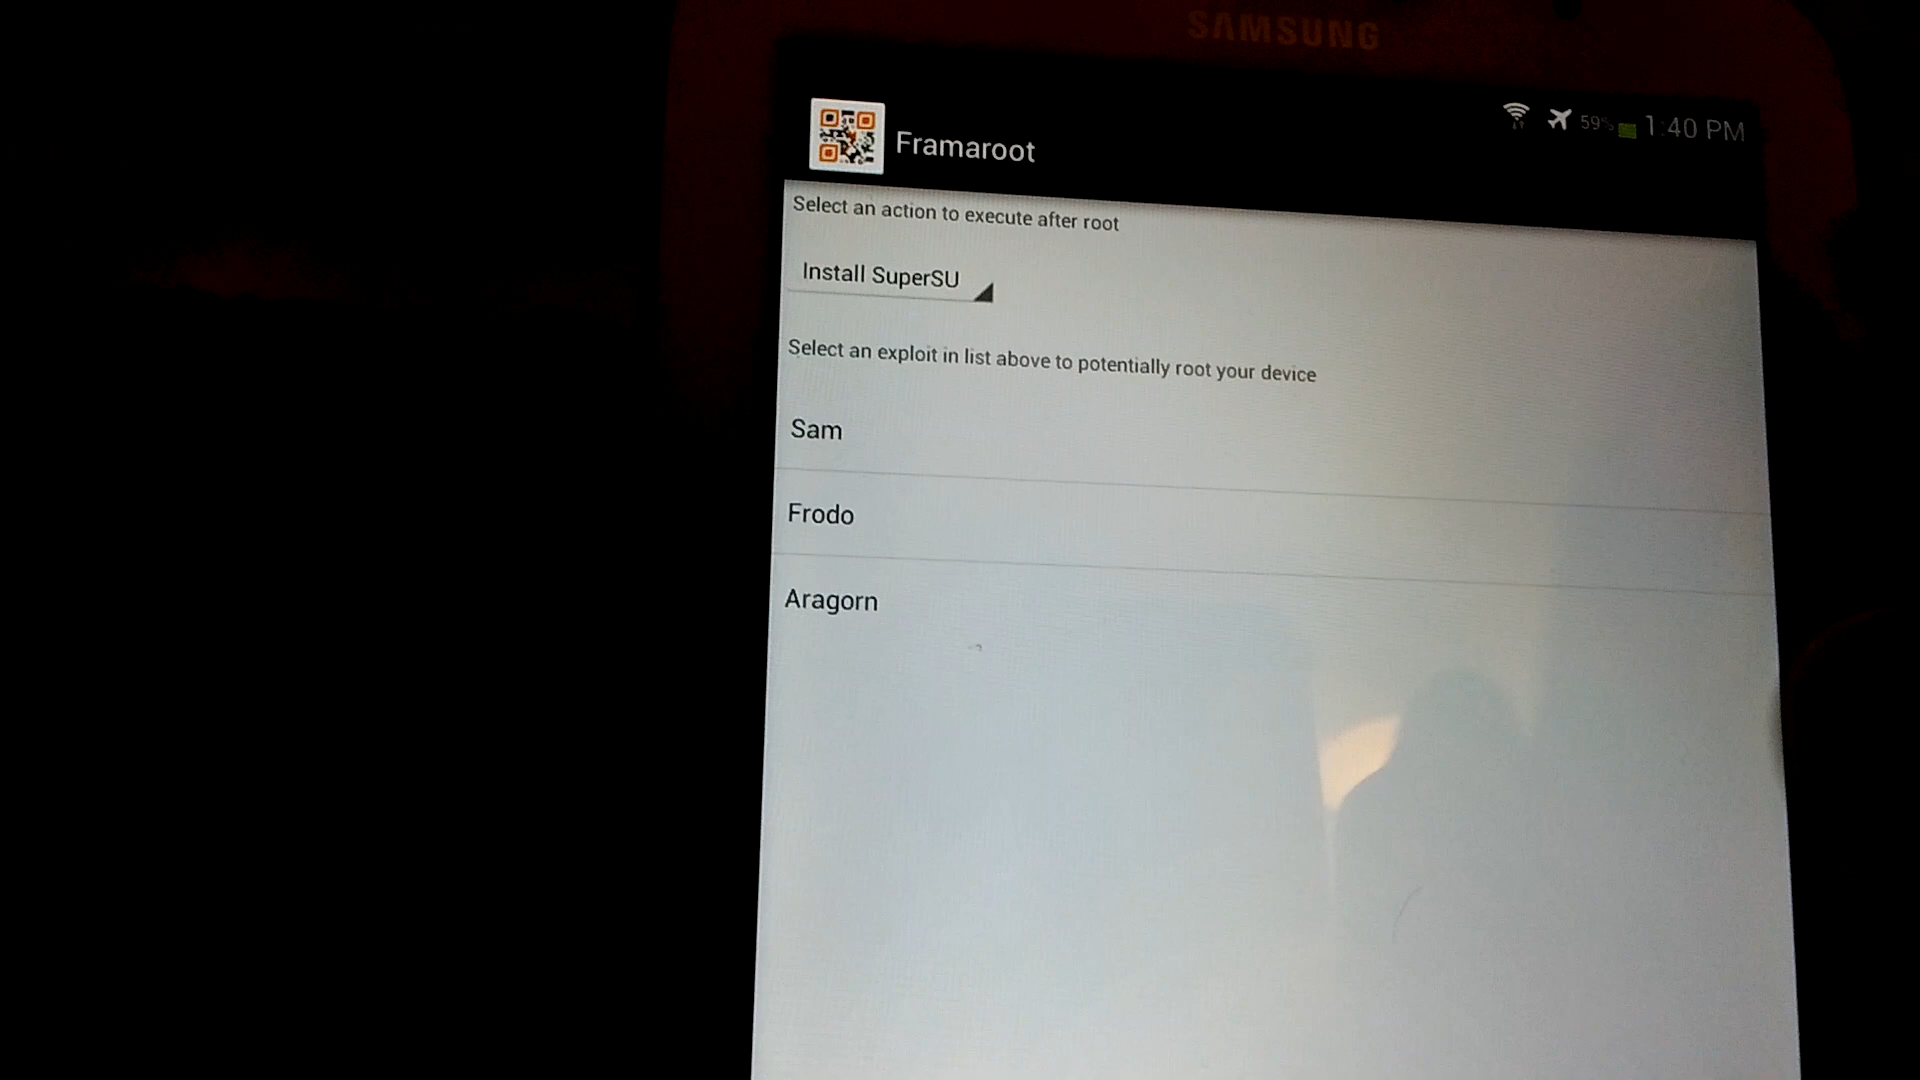 SAMSUNG
59% 1:40 PM
Framaroot
Select an action to execute after root
Install SuperSU
Select an exploit in list above to potentially root your device
Sam
Frodo
Aragorn